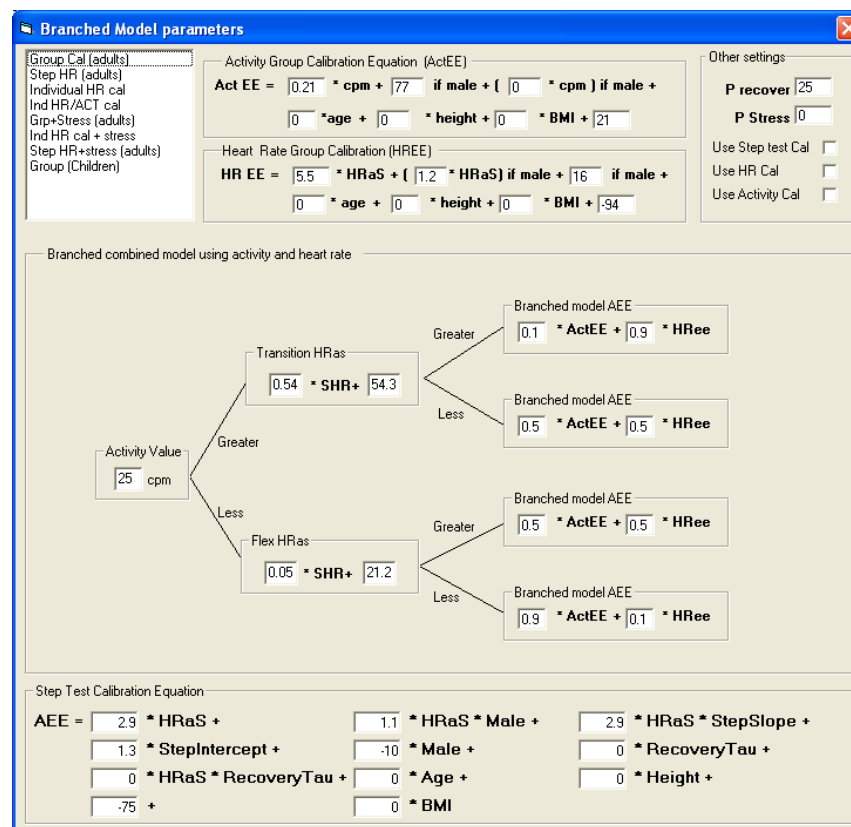 Branched Model parameters
Group Cal (adults)
Step HR (adults)
Individual HR cal
Ind HR/ACT cal
Grp+Stress (adults)
Ind HR cal + stress
Step HR+stress (adults)
Group (Children)
Activity Group Calibration Equation (ActEE)
Act EE = 0.21 * cpm + 77 if male + ( 0 * cpm ) if male +
0 *age + 0 * height + 0 * BMI + 21
Heart Rate Group Calibration (HREE)
HR EE = 5.5 * HRaS + ( 1.2 * HRaS) if male + 16 if male +
0 * age + 0 * height + 0 * BMI + -94
Other settings
P recover 25
P Stress 0
Use Step test Cal
Use HR Cal
Use Activity Cal
Branched combined model using activity and heart rate
Branched model AEE
0.1 * ActEE + 0.9 * HRee
Greater
Transition HRas
0.54 * SHR+ 54.3
Less
Branched model AEE
0.5 * ActEE + 0.5 * HRee
Greater
Activity Value
25 cpm
Less
Branched model AEE
0.5 * ActEE + 0.5 * HRee
Greater
Flex HRas
0.05 * SHR+ 21.2
Less
Branched model AEE
0.9 * ActEE + 0.1 * HRee
Step Test Calibration Equation
AEE = 2.9 * HRaS + 1.1 * HRaS * Male + 2.9 * HRaS * StepSlope +
1.3 * StepIntercept + -10 * Male + 0 * RecoveryTau +
0 * HRaS * RecoveryTau + 0 * Age + 0 * Height +
-75 + 0 * BMI